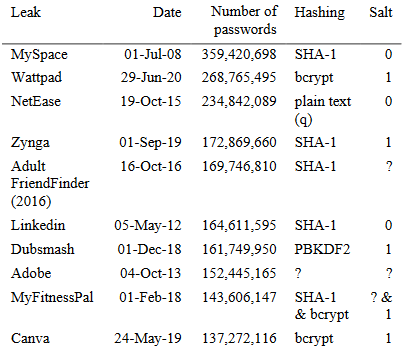 Leak Date Number of passwords Hashing Salt
MySpace 01-Jul-08 359,420,698 SHA-1 0
Wattpad 29-Jun-20 268,765,495 bcrypt 1
NetEase 19-Oct-15 234,842,089 plain text (q) 0
Zynga 01-Sep-19 172,869,660 SHA-1 1
Adult FriendFinder (2016) 16-Oct-16 169,746,810 SHA-1 ?
Linkedin 05-May-12 164,611,595 SHA-1 0
Dubsmash 01-Dec-18 161,749,950 PBKDF2 1
Adobe 04-Oct-13 152,445,165 ? ?
MyFitnessPal 01-Feb-18 143,606,147 SHA-1 & bcrypt ? & 1
Canva 24-May-19 137,272,116 bcrypt 1